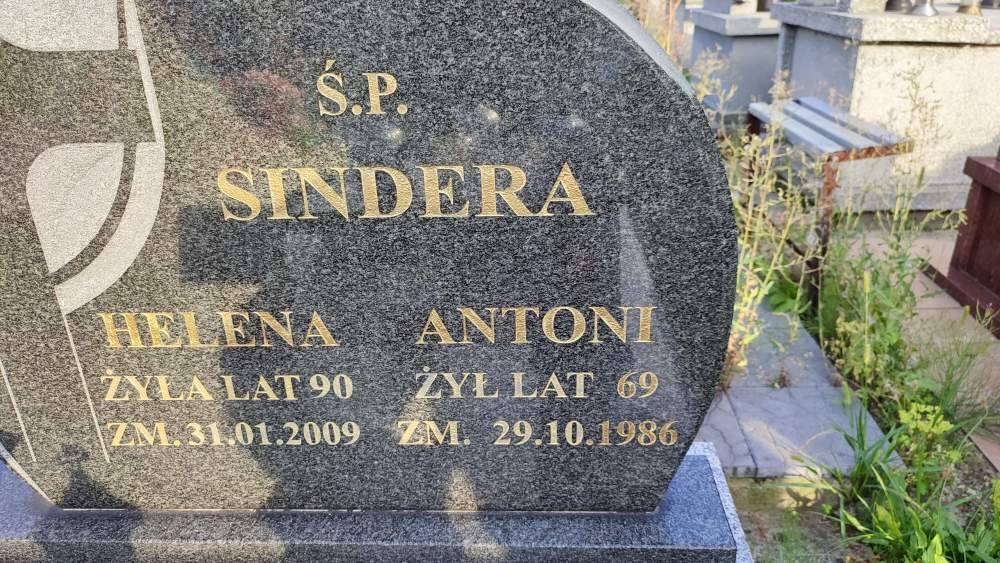 Ś.P.
SINDERA
HELENA ANTONI
ŻYŁA LAT 90 ŻYŁ LAT 69
ZM. 31.01.2009 ZM. 29.10.1986